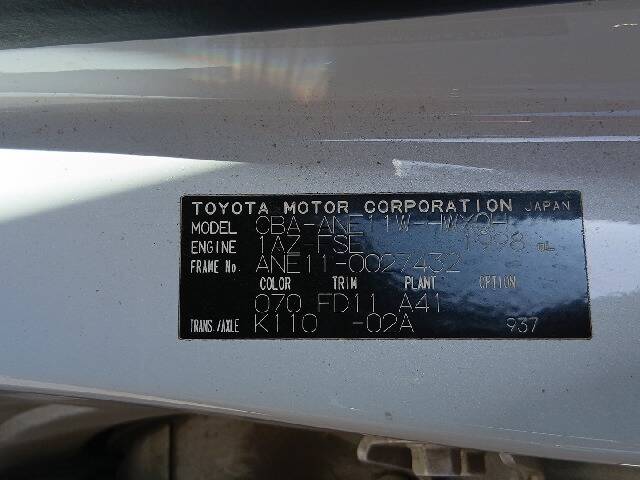 TOYOTA MOTOR CORPORATION JAPAN
MODEL CBA-ANE11W-HWXQH
ENGINE 1AZ-FSE 1998 mL
FRAME No. ANE11-0027432
COLOR TRIM PLANT OPTION
070 FD11 A41
TRANS./AXLE K110 -02A 937